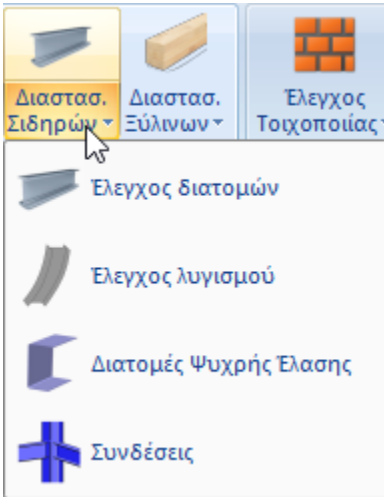 Διαστασ. Σιδηρών
Διαστασ. Ξύλινων
Έλεγχος Τοιχοποιίας
Έλεγχος διατομών
Έλεγχος λυγισμού
Διατομές Ψυχρής Έλασης
Συνδέσεις